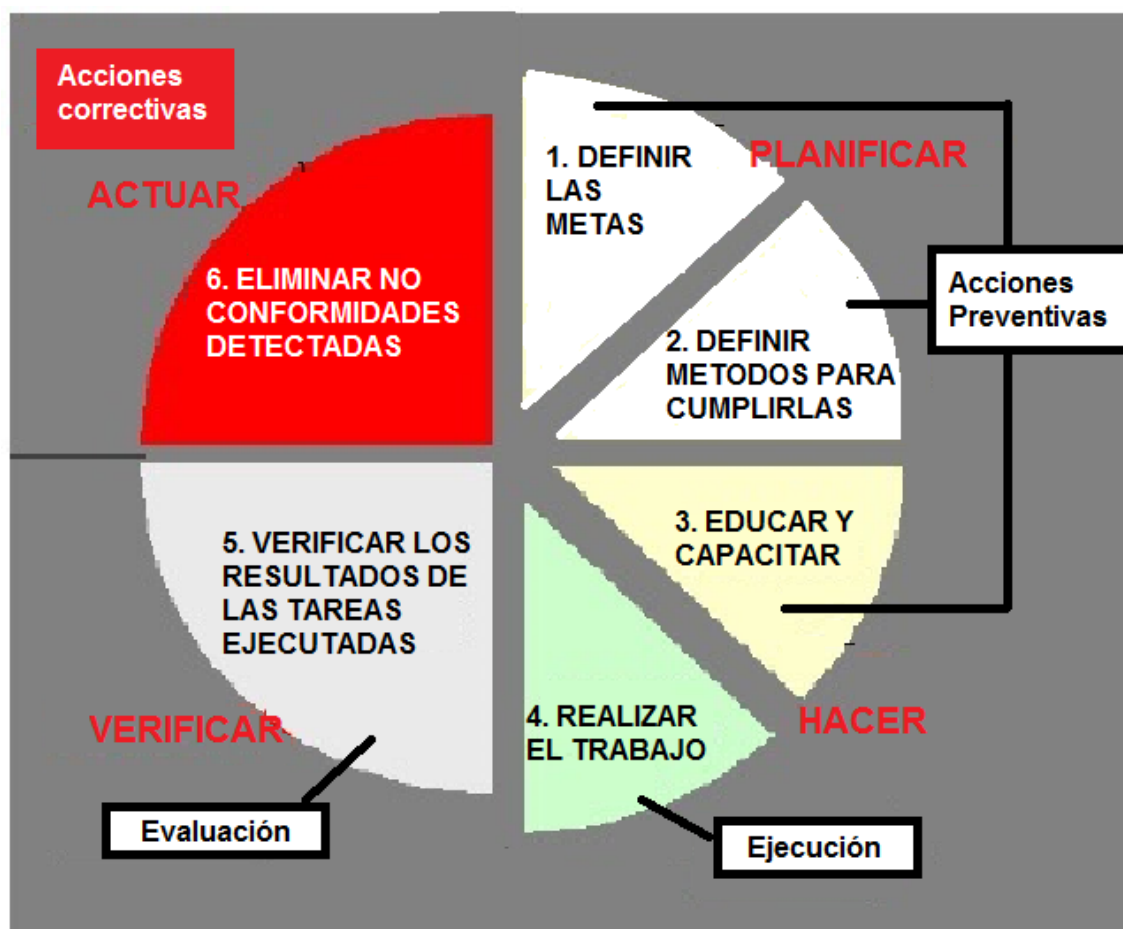 Acciones
correctivas
ACTUAR
1. DEFINIR
LAS
METAS
PLANIFICAR
6. ELIMINAR NO
CONFORMIDADES
DETECTADAS
2. DEFINIR
METODOS PARA
CUMPLIRLAS
Acciones
Preventivas
3. EDUCAR Y
CAPACITAR
5. VERIFICAR LOS
RESULTADOS DE
LAS TAREAS
EJECUTADAS
4. REALIZAR
EL TRABAJO
HACER
VERIFICAR
Evaluación
Ejecución